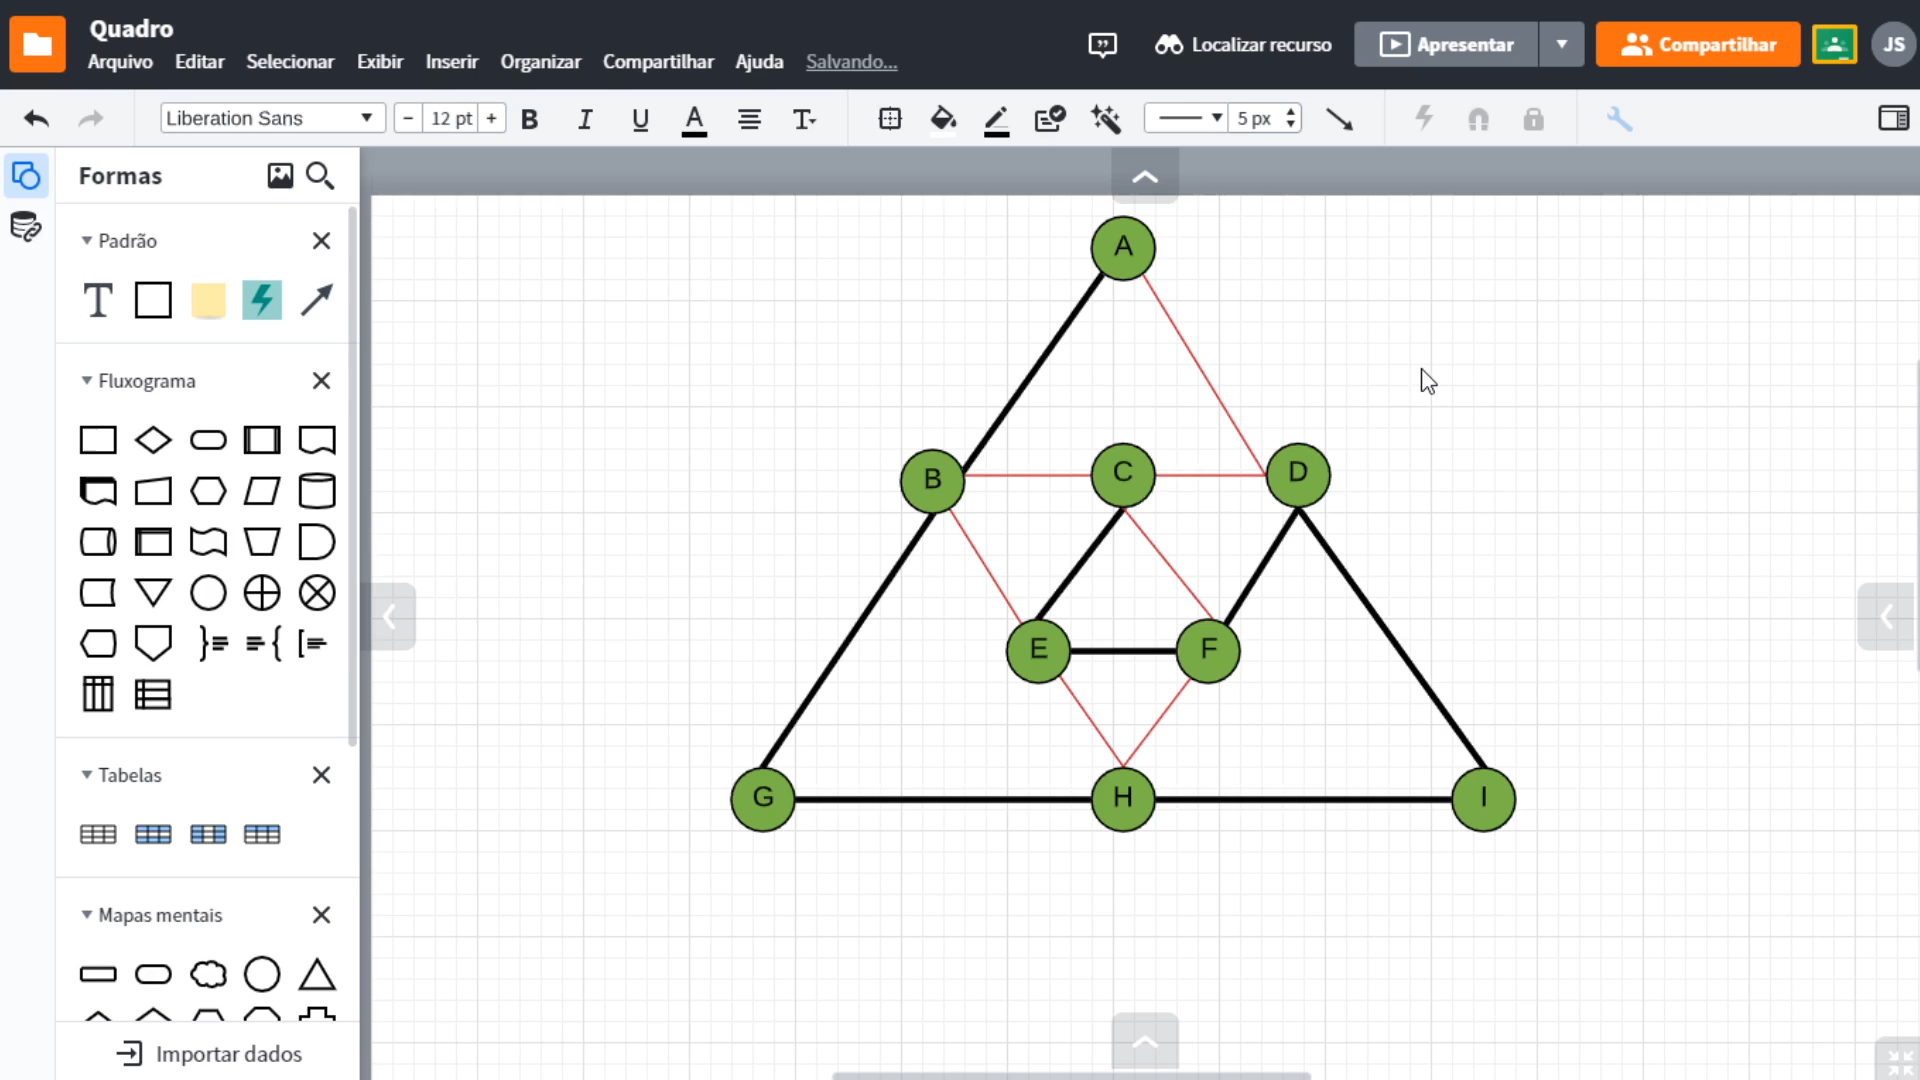 Quadro
Arquivo Editar Selecionar Exibir Inserir Organizar Compartilhar Ajuda Salvando...
Localizar recurso
Apresentar
Compartilhar
JS
Liberation Sans
12 pt
5 px
Formas
Padrão
Fluxograma
Tabelas
Mapas mentais
Importar dados
A
B
C
D
E
F
G
H
I